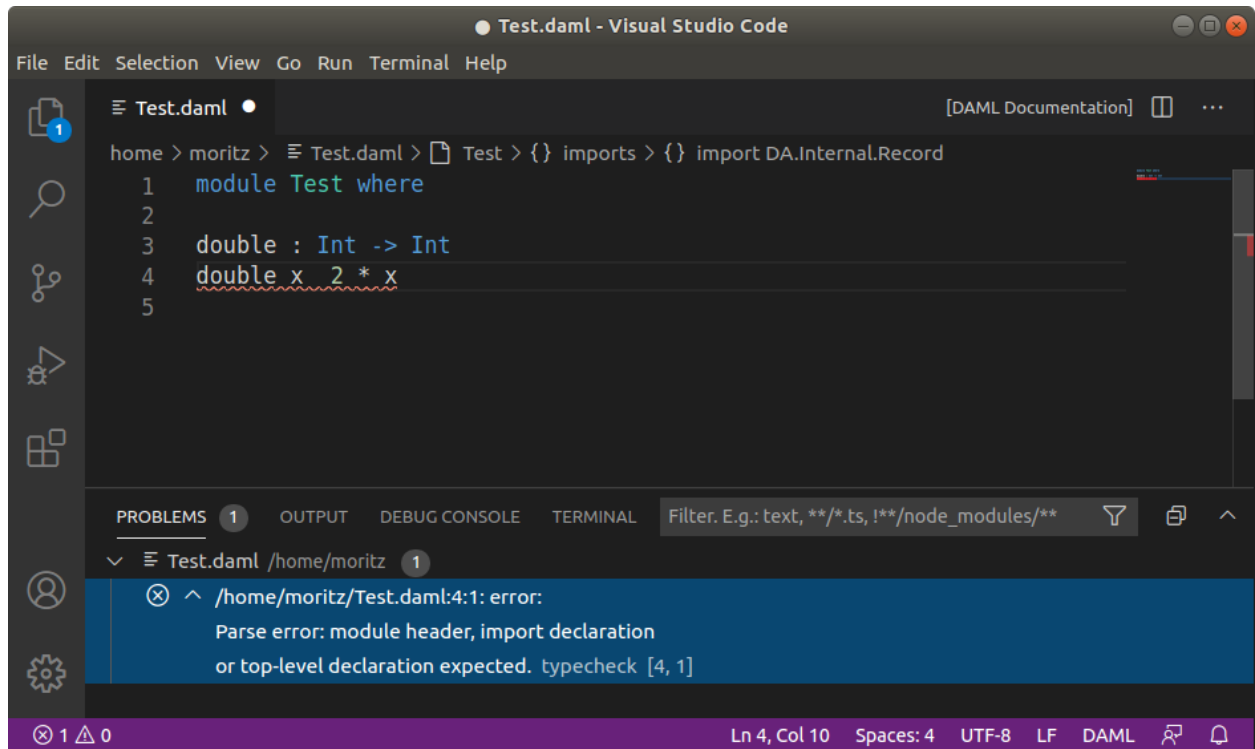 Test.daml - Visual Studio Code
File Edit Selection View Go Run Terminal Help
1
Test.daml
[DAML Documentation]
home > moritz > Test.daml > Test > {} imports > {} import DA.Internal.Record
1 module Test where
2
3 double : Int -> Int
4 double x  2 * x
5
PROBLEMS 1 OUTPUT DEBUG CONSOLE TERMINAL Filter. E.g.: text, **/*.ts, !**/node_modules/**
Test.daml /home/moritz 1
/home/moritz/Test.daml:4:1: error:
Parse error: module header, import declaration
or top-level declaration expected. typecheck [4, 1]
1 0 Ln 4, Col 10 Spaces: 4 UTF-8 LF DAML